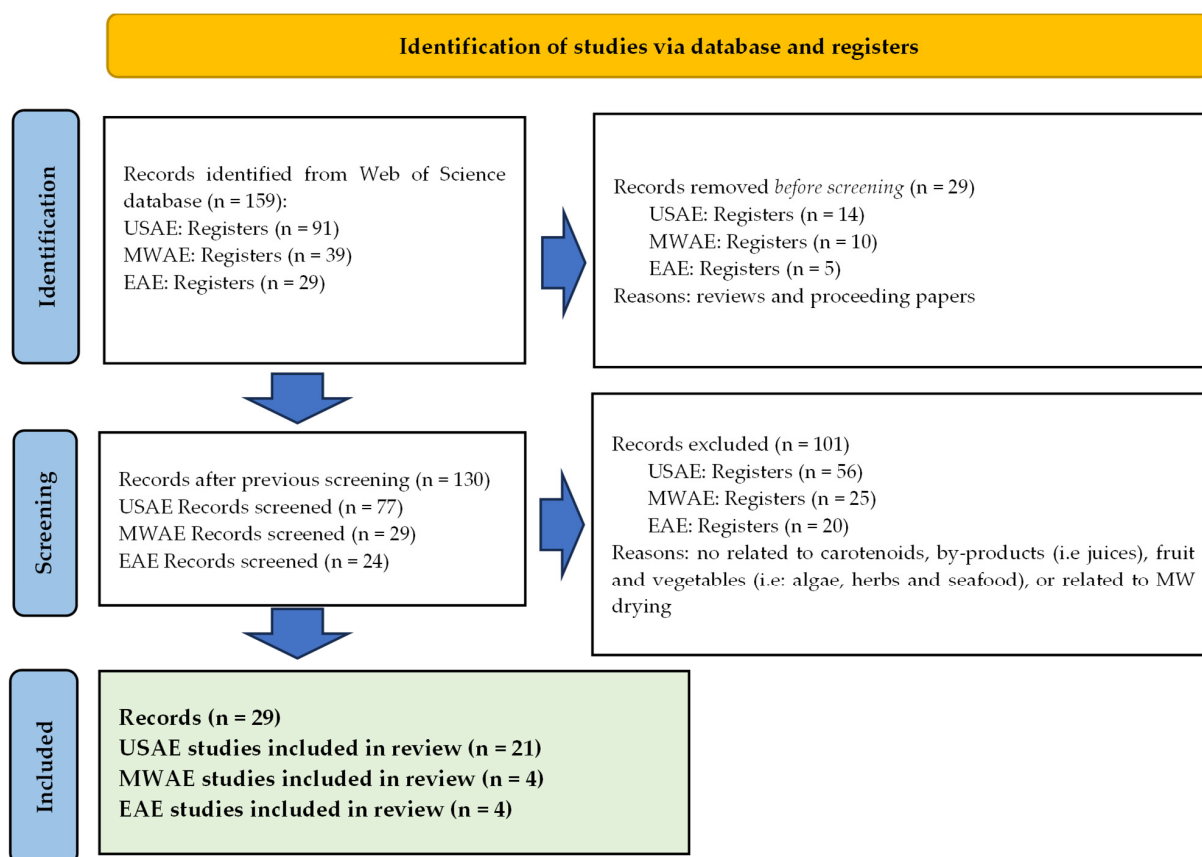 Identification of studies via database and registers
Identification
Records identified from Web of Science
database (n = 159):
USAE: Registers (n = 91)
MWAE: Registers (n = 39)
EAE: Registers (n = 29)
Records removed before screening (n = 29)
USAE: Registers (n = 14)
MWAE: Registers (n = 10)
EAE: Registers (n = 5)
Reasons: reviews and proceeding papers
Screening
Records after previous screening (n = 130)
USAE Records screened (n = 77)
MWAE Records screened (n = 29)
EAE Records screened (n = 24)
Records excluded (n = 101)
USAE: Registers (n = 56)
MWAE: Registers (n = 25)
EAE: Registers (n = 20)
Reasons: no related to carotenoids, by-products (i.e juices), fruit
and vegetables (i.e: algae, herbs and seafood), or related to MW
drying
Included
Records (n = 29)
USAE studies included in review (n = 21)
MWAE studies included in review (n = 4)
EAE studies included in review (n = 4)